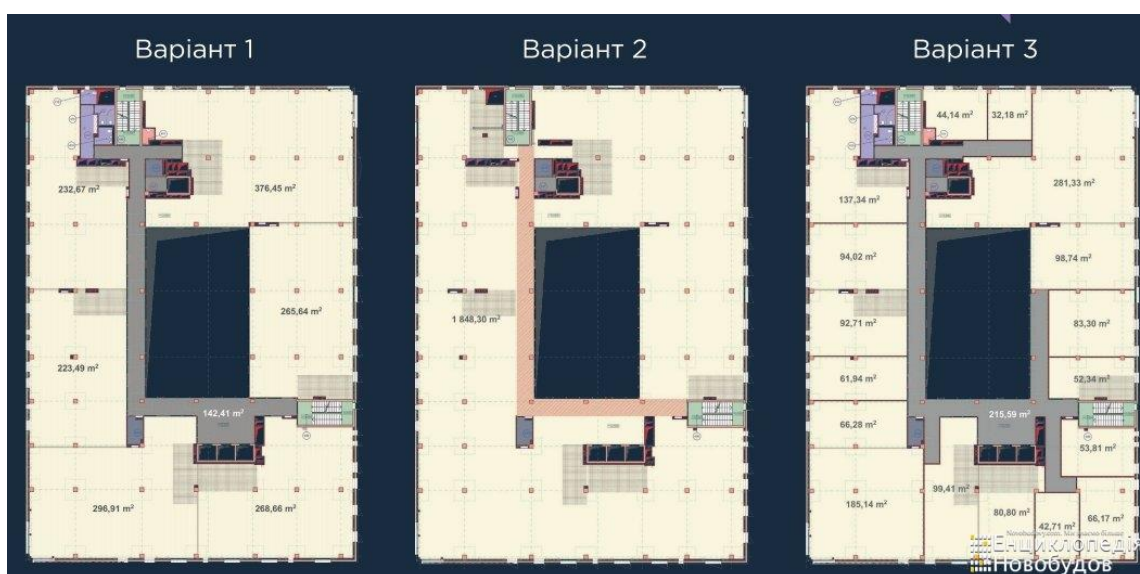 Варіант 1
Варіант 2
Варіант 3
232,67 m²
376,45 m²
265,64 m²
223,49 m²
142,41 m²
296,91 m²
268,66 m²
1 848,30 m²
44,14 m²
32,18 m²
281,33 m²
137,34 m²
94,02 m²
98,74 m²
92,71 m²
83,30 m²
61,94 m²
52,34 m²
66,28 m²
215,59 m²
53,81 m²
185,14 m²
99,41 m²
80,80 m²
42,71 m²
66,17 m²
Енциклопедія
Новобудов